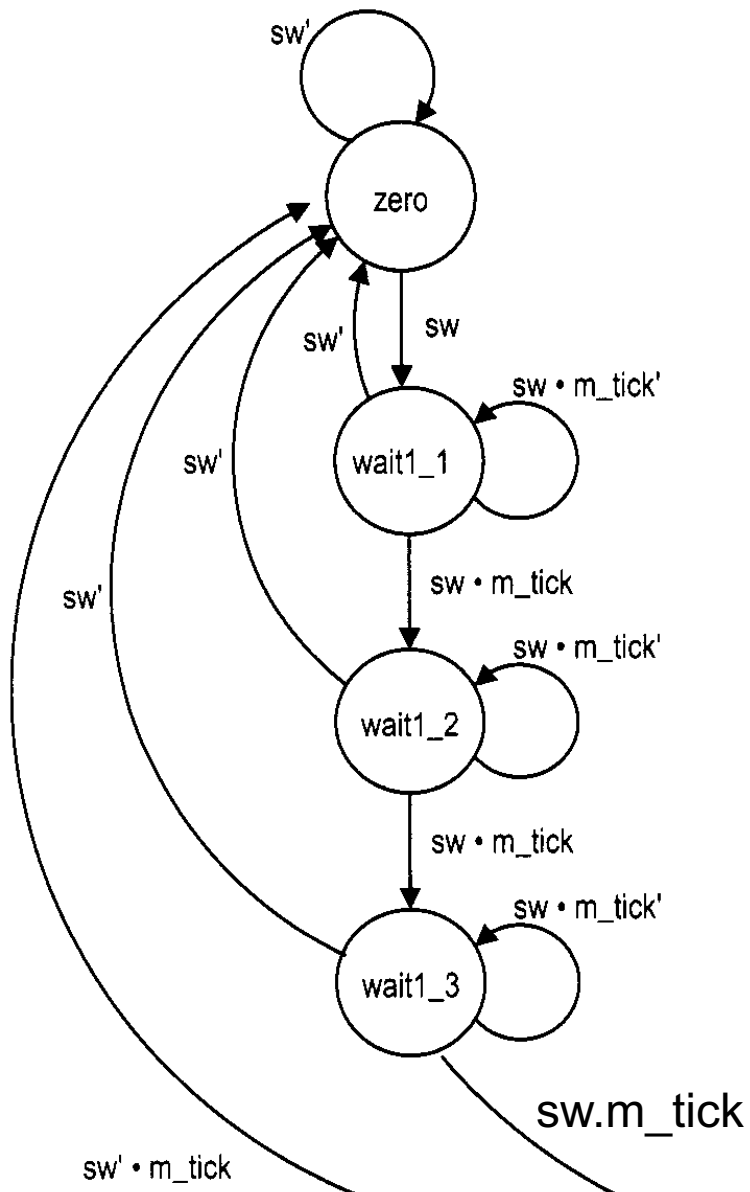 sw'
zero
sw'
sw
sw • m_tick'
wait1_1
sw'
sw • m_tick
sw'
sw • m_tick'
wait1_2
sw • m_tick
sw • m_tick'
wait1_3
sw.m_tick
sw' • m_tick